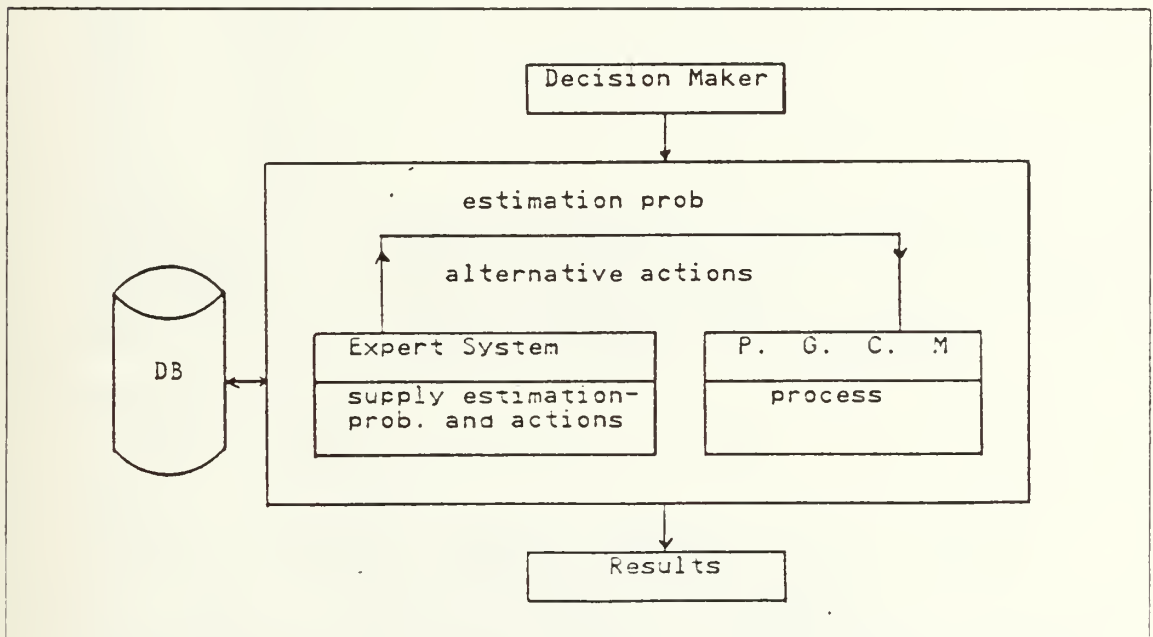 Decision Maker
estimation prob
alternative actions
Expert System
supply estimation-
prob. and actions
P. G. C. M
process
DB
Results